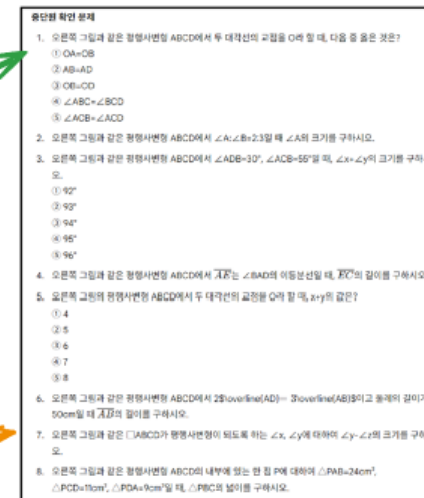 중단원 확인 문제
1. 오른쪽 그림과 같은 평행사변형 ABCD에서 두 대각선의 교점을 O라 할 때, 다음 중 옳은 것은?
① OA=OB
② AB=AD
③ OB=OD
④ ∠ABC=∠BCD
⑤ ∠ACB=∠ACD
2. 오른쪽 그림과 같은 평행사변형 ABCD에서 ∠A:∠B=2:3일 때 ∠A의 크기를 구하시오.
3. 오른쪽 그림과 같은 평행사변형 ABCD에서 ∠ADB=30°, ∠ACB=55°일 때, ∠x+∠y의 크기를 구하
오.
① 92°
② 93°
③ 94°
④ 95°
⑤ 96°
4. 오른쪽 그림과 같은 평행사변형 ABCD에서 AE는 ∠BAD의 이등분선일 때, EC의 길이를 구하시오
5. 오른쪽 그림의 평행사변형 ABCD에서 두 대각선의 교점을 O라 할 때, x+y의 값은?
① 4
② 5
③ 6
④ 7
⑤ 8
6. 오른쪽 그림과 같은 평행사변형 ABCD에서 2$\overline(AD)= 3\overline(AB)$이고 둘레의 길이가
50cm일 때 AD의 길이를 구하시오.
7. 오른쪽 그림과 같은 □ABCD가 평행사변형이 되도록 하는 ∠x, ∠y에 대하여 ∠y-∠x의 크기를 구하
오.
8. 오른쪽 그림과 같은 평행사변형 ABCD의 내부에 있는 한 점 P에 대하여 △PAB=24cm²,
△PCD=11cm², △PDA=9cm²일 때, △PBC의 넓이를 구하시오.